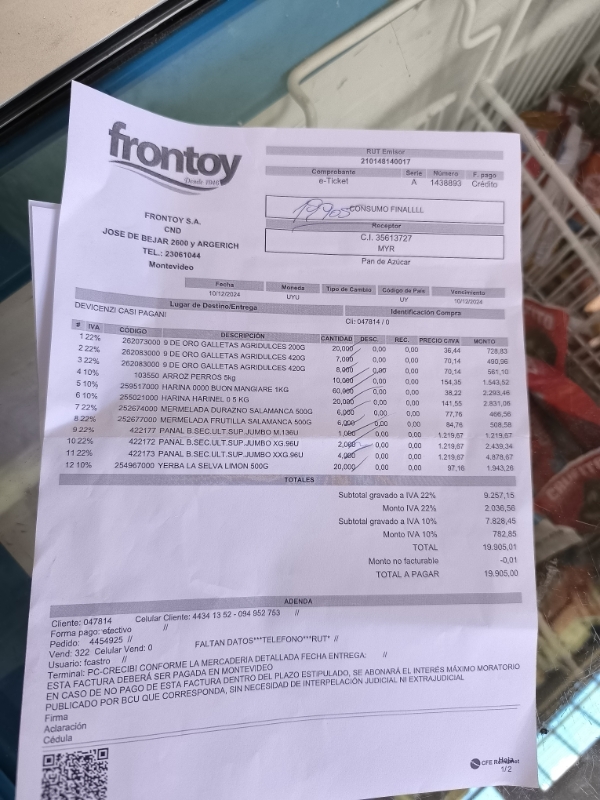 frontoy
Desde 1940
FRONTOY S.A.
CND
JOSE DE BEJAR 2600 y ARGERICH
TEL.: 23061044
Montevideo
RUT Emisor
210148140017
Comprobante Serie Número F. pago
e-Ticket A 1438893 Crédito
19905 CONSUMO FINALLLL
Receptor
C.I. 35613727
MYR
Pan de Azúcar
Fecha Moneda Tipo de Cambio Código de País Vencimiento
10/12/2024 UYU UY 10/12/2024
Lugar de Destino/Entrega Identificación Compra
DEVICENZI CASI PAGANI CI: 047814 / 0
# IVA CÓDIGO DESCRIPCIÓN CANTIDAD DESC. REC. PRECIO C/IVA MONTO
1 22% 262073000 9 DE ORO GALLETAS AGRIDULCES 200G 20,000 0,00 0,00 36,44 728,83
2 22% 262083000 9 DE ORO GALLETAS AGRIDULCES 420G 7,000 0,00 0,00 70,14 490,96
3 22% 262083000 9 DE ORO GALLETAS AGRIDULCES 420G 8,000 0,00 0,00 70,14 561,10
4 10% 103550 ARROZ PERROS 5kg 10,000 0,00 0,00 154,35 1.543,52
5 10% 259517000 HARINA 0000 BUON MANGIARE 1KG 60,000 0,00 0,00 38,22 2.293,46
6 10% 255021000 HARINA HARINEL 0 5 KG 20,000 0,00 0,00 141,55 2.831,06
7 22% 252674000 MERMELADA DURAZNO SALAMANCA 500G 6,000 0,00 0,00 77,76 466,56
8 22% 252677000 MERMELADA FRUTILLA SALAMANCA 500G 6,000 0,00 0,00 84,76 508,56
9 22% 422177 PANAL B.SEC.ULT.SUP.JUMBO M.136U 1,000 0,00 0,00 1.219,67 1.219,67
10 22% 422172 PANAL B.SEC.ULT.SUP.JUMBO XG.96U 2,000 0,00 0,00 1.219,67 2.439,34
11 22% 422173 PANAL B.SEC.ULT.SUP.JUMBO XXG.96U 4,000 0,00 0,00 1.219,67 4.878,67
12 10% 254967000 YERBA LA SELVA LIMON 500G 20,000 0,00 0,00 97,16 1.943,26
TOTALES
Subtotal gravado a IVA 22% 9.257,15
Monto IVA 22% 2.036,56
Subtotal gravado a IVA 10% 7.828,45
Monto IVA 10% 782,85
TOTAL 19.905,01
Monto no facturable -0,01
TOTAL A PAGAR 19.905,00
ADENDA
Cliente: 047814 Celular Cliente: 4434 13 52 - 094 952 753 //
Forma pago: efectivo //
Pedido: 4454925 //
Vend: 322 Celular Vend: 0 FALTAN DATOS***TELEFONO***RUT* //
Usuario: fcastro //
Terminal: PC-CRECIBI CONFORME LA MERCADERIA DETALLADA FECHA ENTREGA: //
ESTA FACTURA DEBERÁ SER PAGADA EN MONTEVIDEO
EN CASO DE NO PAGO DE ESTA FACTURA DENTRO DEL PLAZO ESTIPULADO, SE ABONARÁ EL INTERÉS MÁXIMO MORATORIO
PUBLICADO POR BCU QUE CORRESPONDA, SIN NECESIDAD DE INTERPELACIÓN JUDICIAL NI EXTRAJUDICIAL
Firma
Aclaración
Cédula
CFE
Hoja
1/2